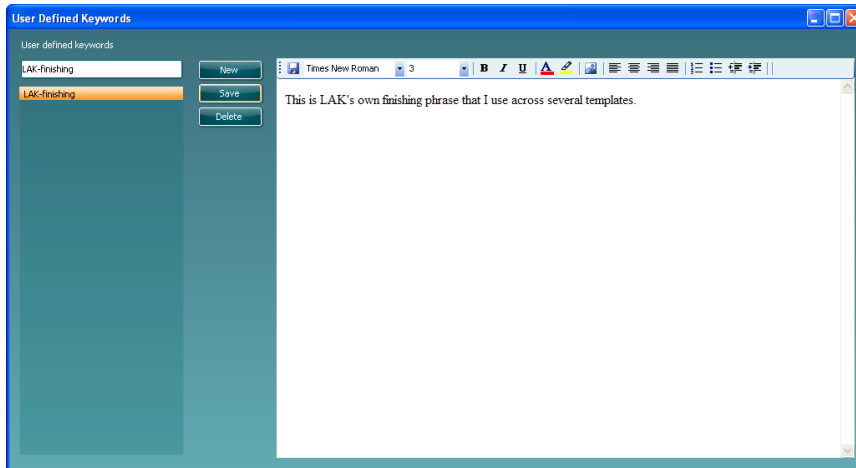 User Defined Keywords
User defined keywords
LAK-finishing
New
Times New Roman 3 B I U A
LAK-finishing
Save
Delete
This is LAK's own finishing phrase that I use across several templates.